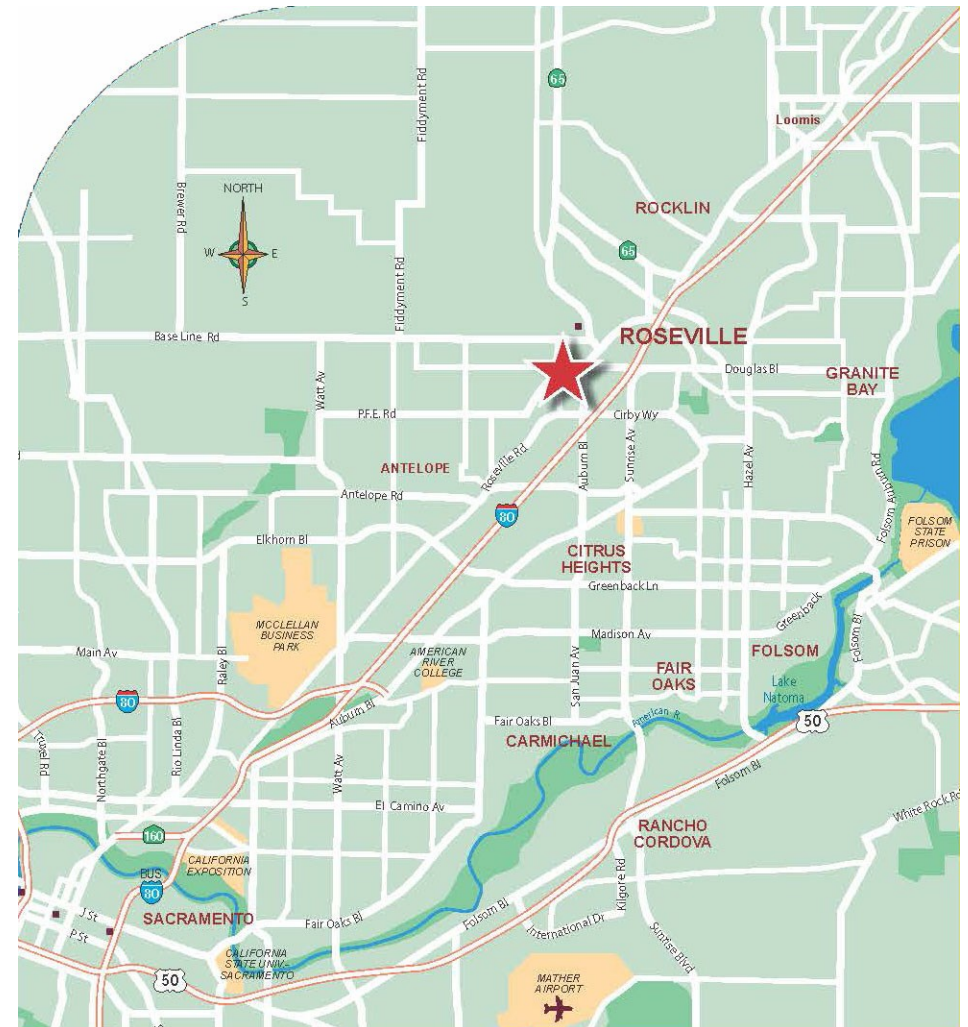 65
Loomis
Fiddyment Rd
Brewer Rd
NORTH
W
E
S
ROCKLIN
65
Fiddyment Rd
Base Line Rd
ROSEVILLE
Douglas Bl
GRANITE
BAY
Watt Av
P.F.E. Rd
Cirby Wy
Roseville Rd
Auburn Bl
Sunrise Av
Hazel Av
ANTELOPE
Antelope Rd
80
Folsom Auburn Rd
FOLSOM
STATE
PRISON
Elkhorn Bl
CITRUS
HEIGHTS
Greenback Ln
Greenback
MCCLELLAN
BUSINESS
PARK
Madison Av
Main Av
Raley Bl
AMERICAN
RIVER
COLLEGE
San Juan Av
FAIR
OAKS
FOLSOM
Folsom Bl
Lake
Natoma
80
Auburn Bl
Fair Oaks Bl
American R.
50
CARMICHAEL
Truxel Rd
Northgate Bl
Rio Linda Bl
Watt Av
Folsom Bl
El Camino Av
White Rock Rd
160
RANCHO
CORDOVA
CALIFORNIA
EXPOSITION
BUS
80
Kilgore Rd
SACRAMENTO
J St
P St
Fair Oaks Bl
Folsom Bl
International Dr
Sunrise Blvd
CALIFORNIA
STATE UNIV-
SACRAMENTO
50
MATHER
AIRPORT